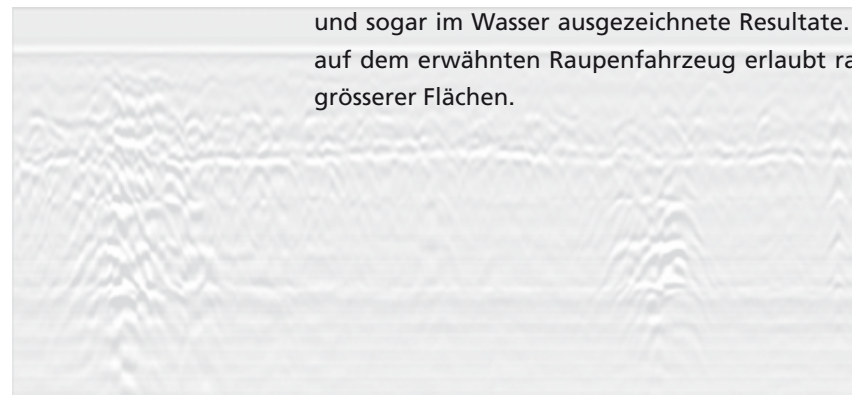 und sogar im Wasser ausgezeichnete Resultate.
auf dem erwähnten Raupenfahrzeug erlaubt
grösserer Flächen.